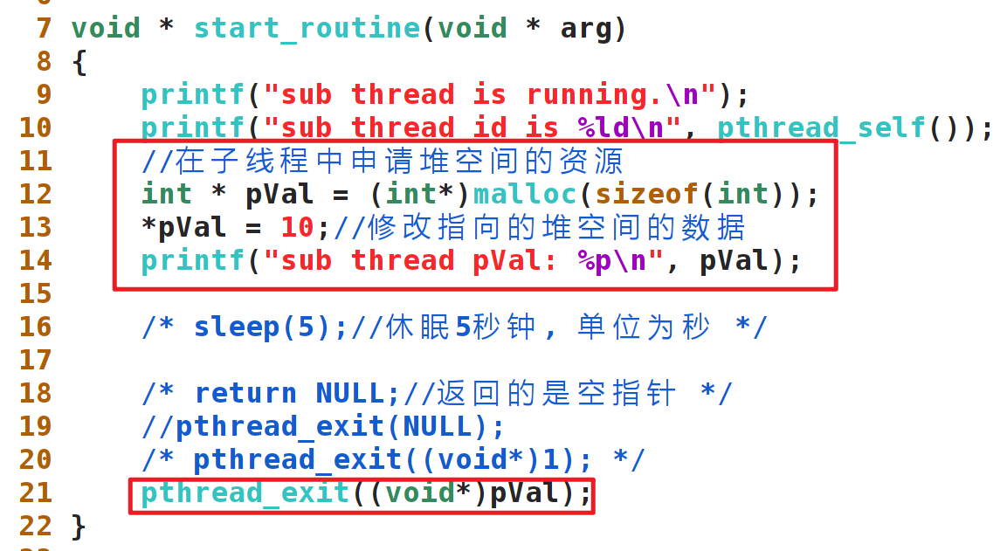 7 void * start_routine(void * arg)
8 {
9 printf("sub thread is running.\n");
10 printf("sub thread id is %ld\n", pthread_self());
11 //在子线程中申请堆空间的资源
12 int * pVal = (int*)malloc(sizeof(int));
13 *pVal = 10;//修改指向的堆空间的数据
14 printf("sub thread pVal: %p\n", pVal);
15
16 /* sleep(5);//休眠5秒钟, 单位为秒 */
17
18 /* return NULL;//返回的是空指针 */
19 //pthread_exit(NULL);
20 /* pthread_exit((void*)1); */
21 pthread_exit((void*)pVal);
22 }